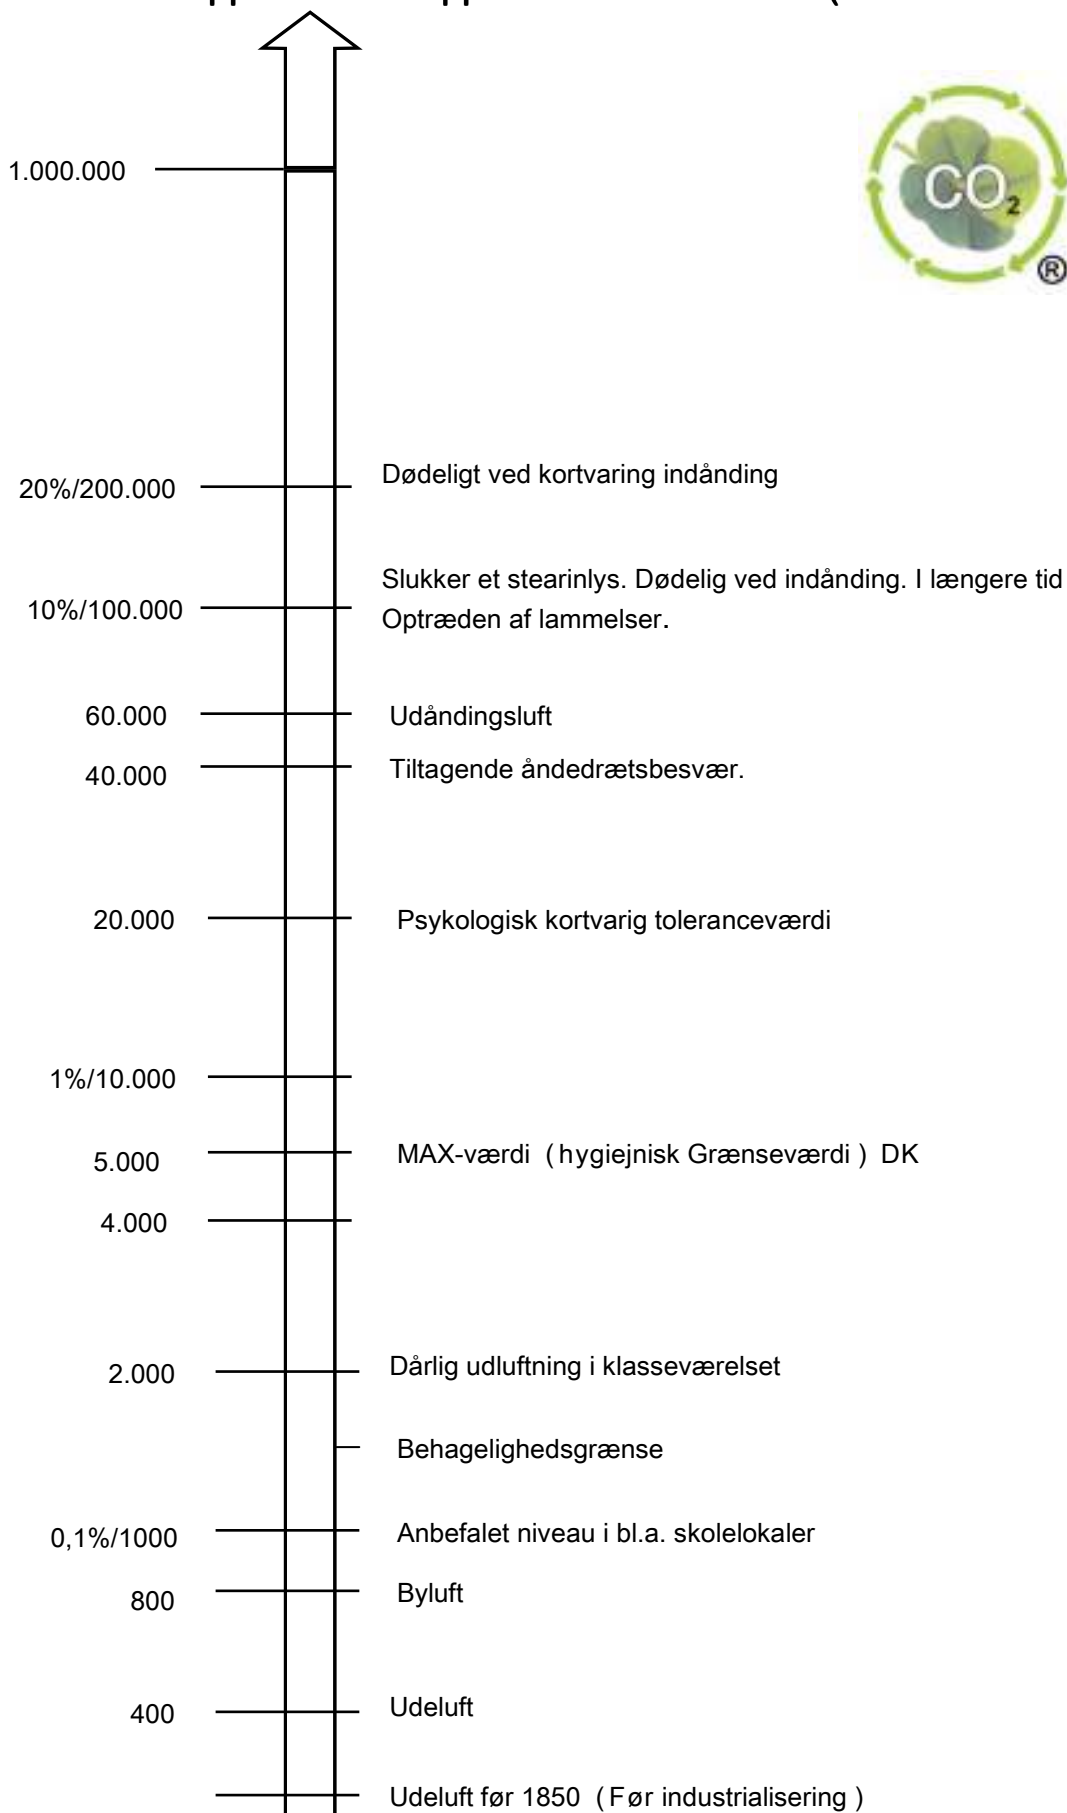 1.000.000
CO2
®
20%/200.000 Dødeligt ved kortvaring indånding
Slukker et stearinlys. Dødelig ved indånding. I længere tid
10%/100.000
Optræden af lammelser.
60.000 Udåndingsluft
40.000 Tiltagende åndedrætsbesvær.
20.000 Psykologisk kortvarig toleranceværdi
1%/10.000
5.000 MAX-værdi (hygiejnisk Grænseværdi) DK
4.000
2.000 Dårlig udluftning i klasseværelset
Behagelighedsgrænse
0,1%/1000 Anbefalet niveau i bl.a. skolelokaler
800 Byluft
400 Udeluft
Udeluft før 1850 (Før industrialisering)